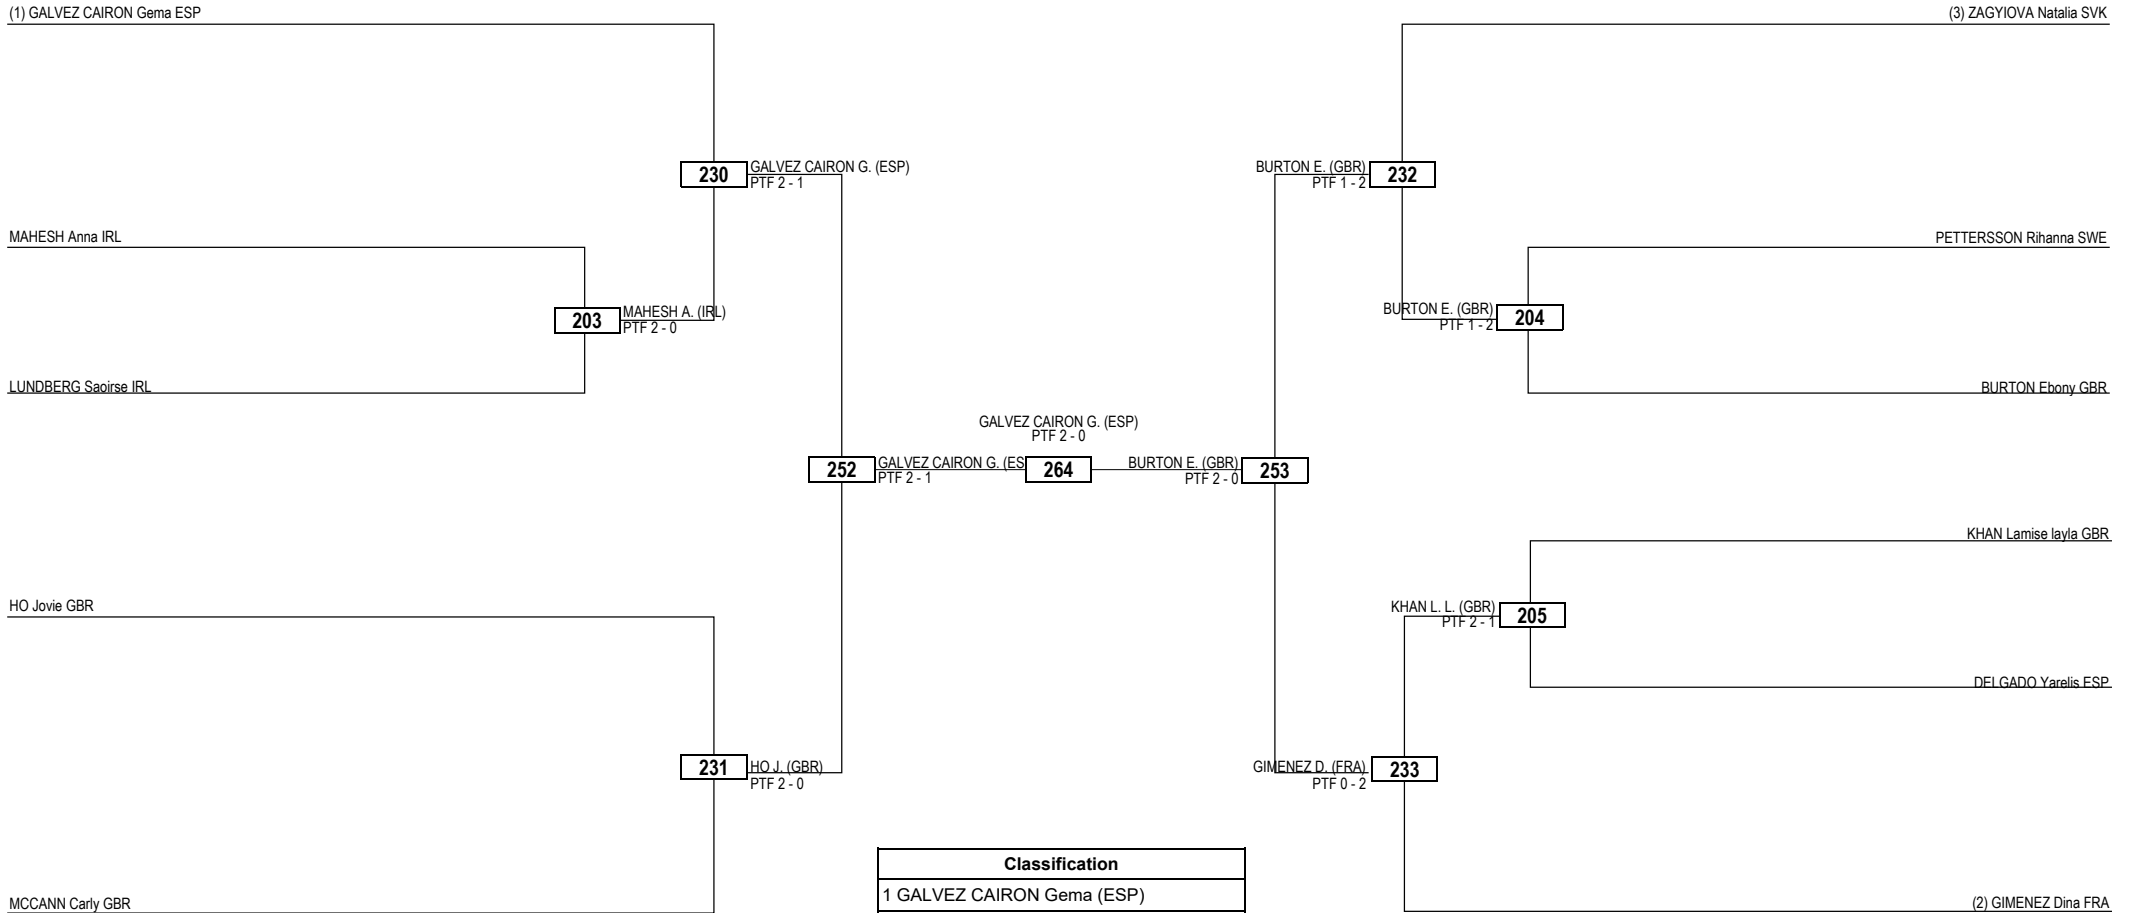 (1) GALVEZ CAIRON Gema ESP
(3) ZAGYIOVA Natalia SVK
230
GALVEZ CAIRON G. (ESP)
PTF 2 - 1
BURTON E. (GBR)
PTF 1 - 2
232
MAHESH Anna IRL
PETTERSSON Rihanna SWE
203
MAHESH A. (IRL)
PTF 2 - 0
BURTON E. (GBR)
PTF 1 - 2
204
LUNDBERG Saoirse IRL
BURTON Ebony GBR
GALVEZ CAIRON G. (ESP)
PTF 2 - 0
252
GALVEZ CAIRON G. (ES
PTF 2 - 1
264
BURTON E. (GBR)
PTF 2 - 0
253
KHAN Lamise layla GBR
HO Jovie GBR
KHAN L. L. (GBR)
PTF 2 - 1
205
DELGADO Yarelis ESP
231
HO J. (GBR)
PTF 2 - 0
GIMENEZ D. (FRA)
PTF 0 - 2
233
Classification
1 GALVEZ CAIRON Gema (ESP)
MCCANN Carly GBR
(2) GIMENEZ Dina FRA